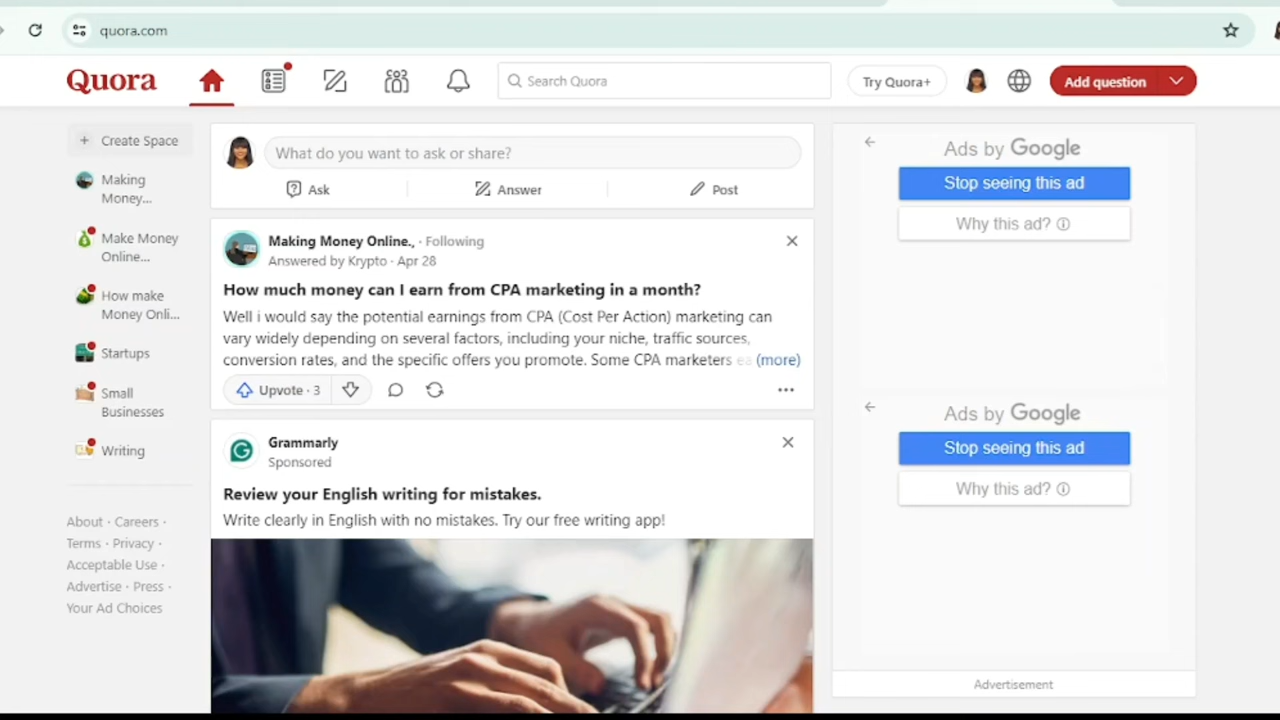 quora.com
Quora
Search Quora
Try Quora+
Add question
Create Space
Making
Money...
Make Money
Online...
How make
Money Onli...
Startups
Small
Businesses
Writing
About · Careers ·
Terms · Privacy ·
Acceptable Use ·
Advertise · Press ·
Your Ad Choices
What do you want to ask or share?
Ask
Answer
Post
Making Money Online., · Following
Answered by Krypto · Apr 28
How much money can I earn from CPA marketing in a month?
Well i would say the potential earnings from CPA (Cost Per Action) marketing can
vary widely depending on several factors, including your niche, traffic sources,
conversion rates, and the specific offers you promote. Some CPA marketers (more)
Upvote · 3
Grammarly
Sponsored
Review your English writing for mistakes.
Write clearly in English with no mistakes. Try our free writing app!
Ads by Google
Stop seeing this ad
Why this ad?
Ads by Google
Stop seeing this ad
Why this ad?
Advertisement